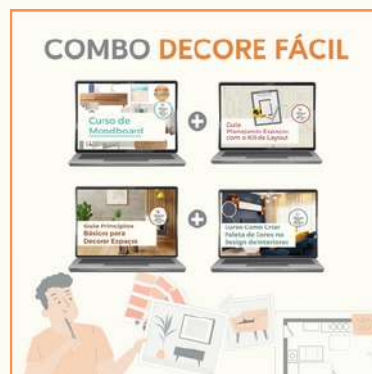 COMBO DECORE FÁCIL
Curso de
Moodboard
Guia
Planejando Espaços
com o Kit de Layout
Guia Princípios
Básicos para
Decorar Espaços
Curso Como Criar
Paleta de Cores no
Design de Interiores